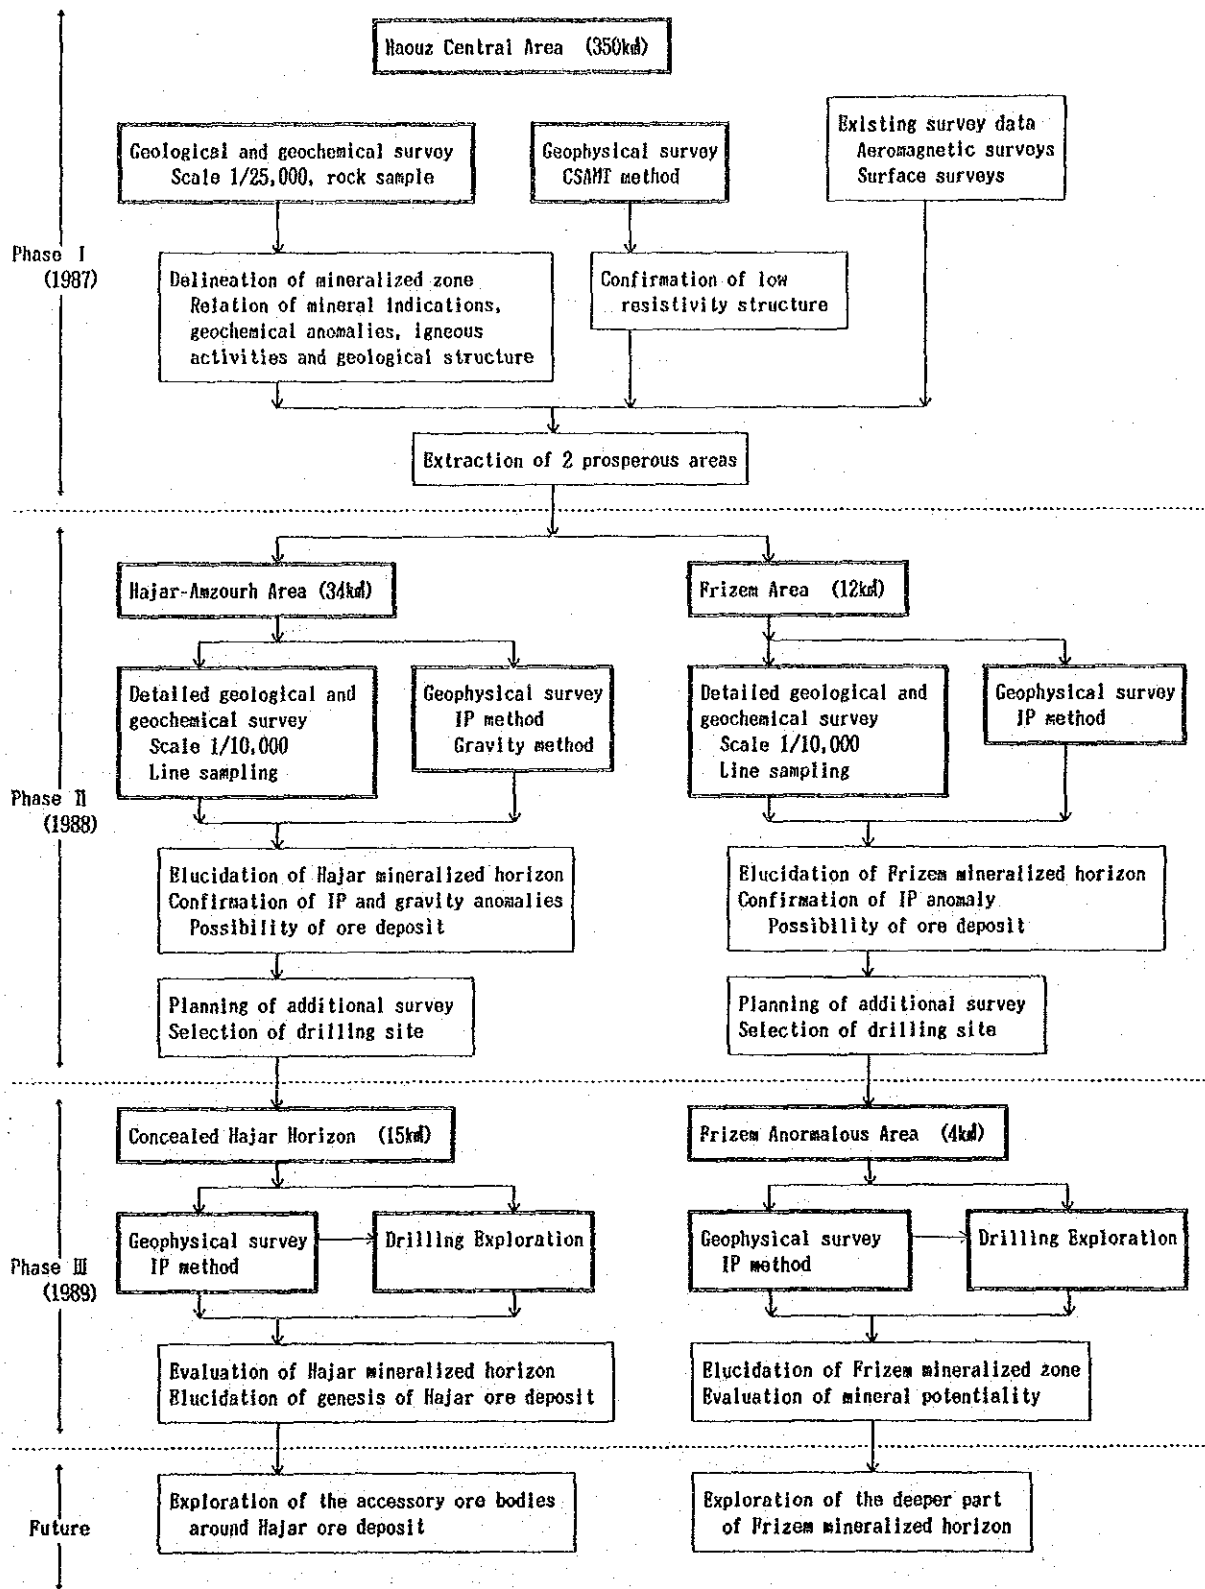 Haouz Central Area (350km²)
Existing survey data
Aeromagnetic surveys
Surface surveys
Geological and geochemical survey
Scale 1/25,000, rock sample
Geophysical survey
CSAMT method
Phase I
(1987)
Delineation of mineralized zone
Relation of mineral indications,
geochemical anomalies, igneous
activities and geological structure
Confirmation of low
resistivity structure
Extraction of 2 prosperous areas
Hajar-Amzourh Area (34km²)
Frizem Area (12km²)
Detailed geological and
geochemical survey
Scale 1/10,000
Line sampling
Geophysical survey
IP method
Gravity method
Detailed geological and
geochemical survey
Scale 1/10,000
Line sampling
Geophysical survey
IP method
Phase II
(1988)
Elucidation of Hajar mineralized horizon
Confirmation of IP and gravity anomalies
Possibility of ore deposit
Elucidation of Frizem mineralized horizon
Confirmation of IP anomaly
Possibility of ore deposit
Planning of additional survey
Selection of drilling site
Planning of additional survey
Selection of drilling site
Concealed Hajar Horizon (15km²)
Frizem Anormalous Area (4km²)
Geophysical survey
IP method
Drilling Exploration
Geophysical survey
IP method
Drilling Exploration
Phase III
(1989)
Evaluation of Hajar mineralized horizon
Elucidation of genesis of Hajar ore deposit
Elucidation of Frizem mineralized zone
Evaluation of mineral potentiality
Future
Exploration of the accessory ore bodies
around Hajar ore deposit
Exploration of the deeper part
of Frizem mineralized horizon